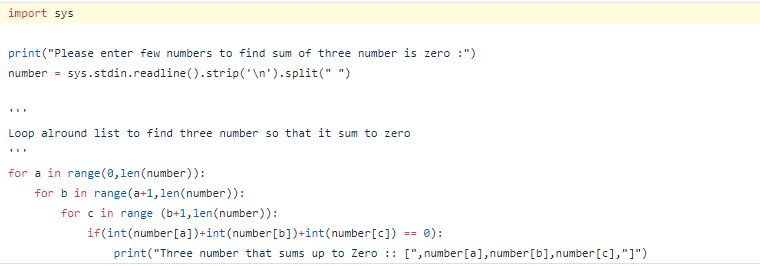 import sys
print("Please enter few numbers to find sum of three number is zero :")
number = sys.stdin.readline().strip('\n').split(" ")
'''
Loop alround list to find three number so that it sum to zero
'''
for a in range(0,len(number)):
    for b in range(a+1,len(number)):
        for c in range (b+1,len(number)):
            if(int(number[a])+int(number[b])+int(number[c]) == 0):
                print("Three number that sums up to Zero :: [",number[a],number[b],number[c],"]")